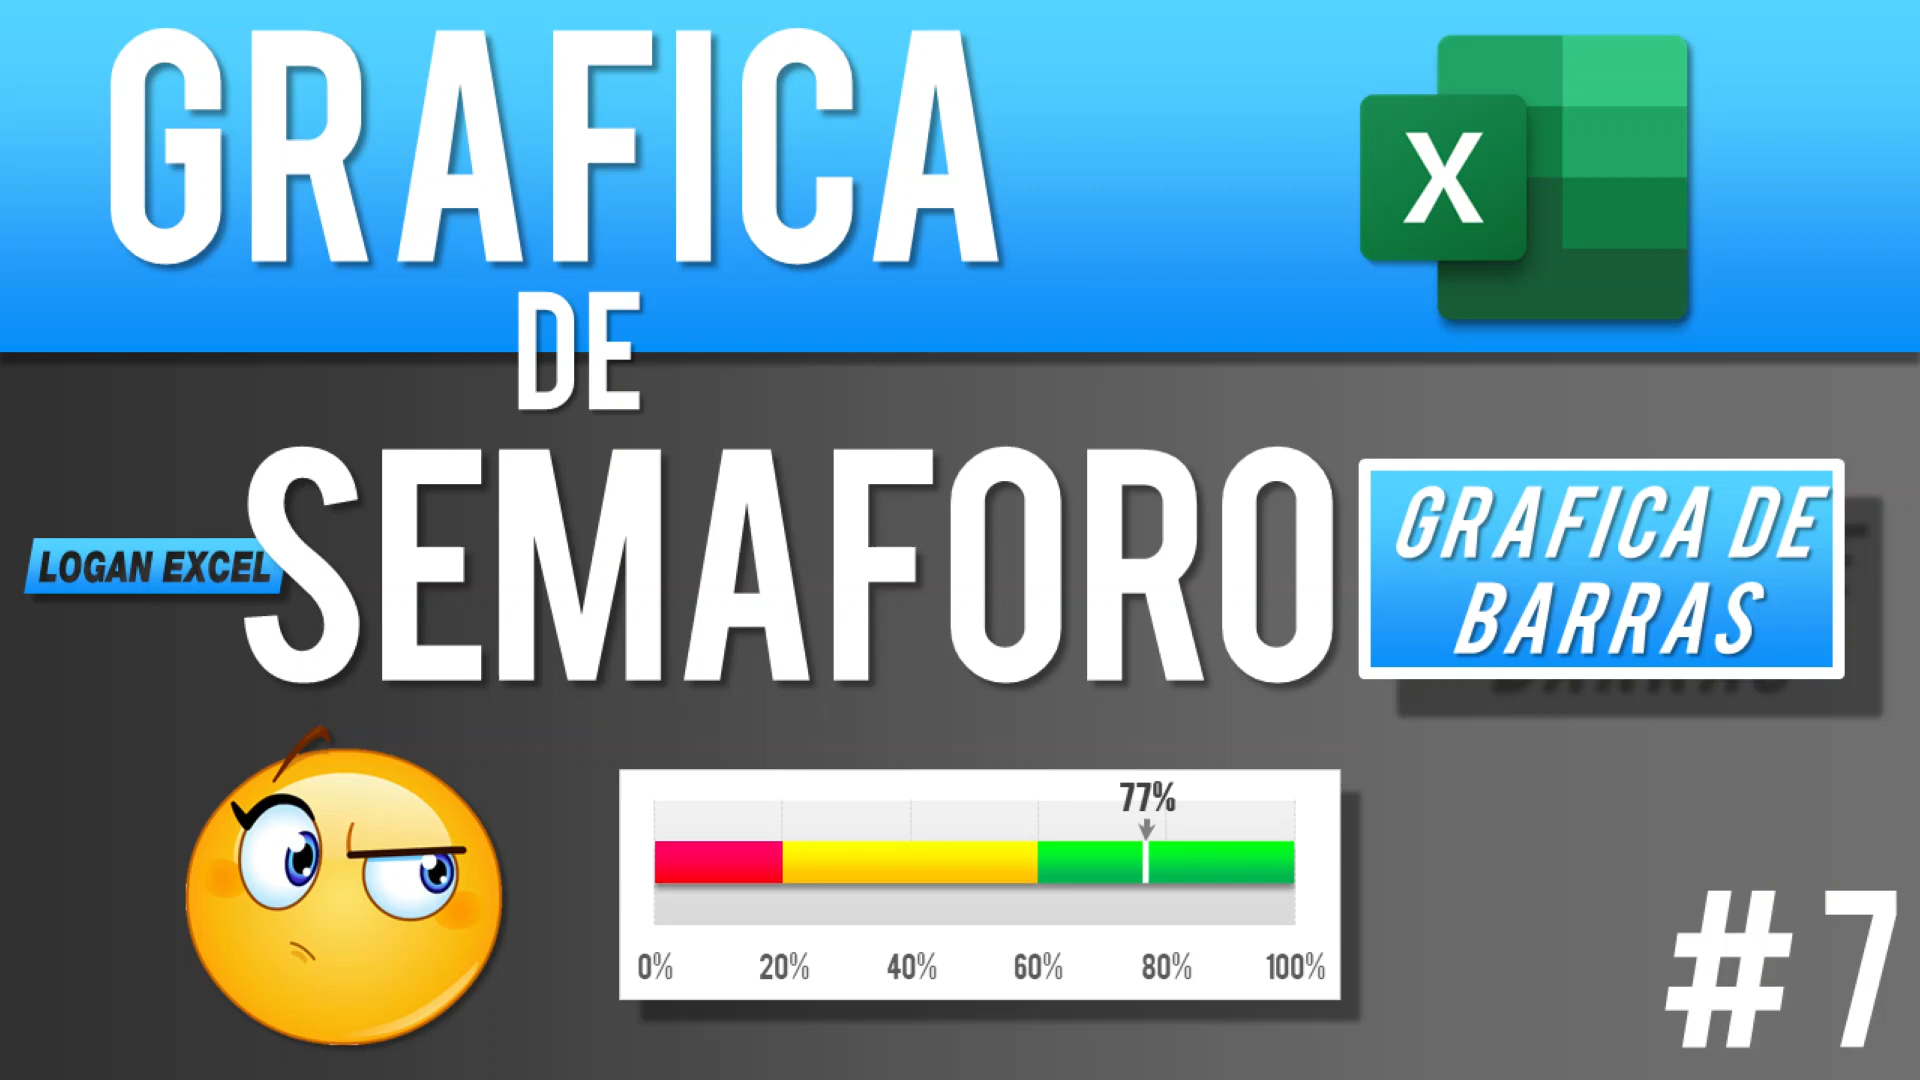 GRAFICA
X
DE
SEMAFORO
LOGAN EXCEL
GRAFICA DE
BARRAS
77%
0% 20% 40% 60% 80% 100%
#7